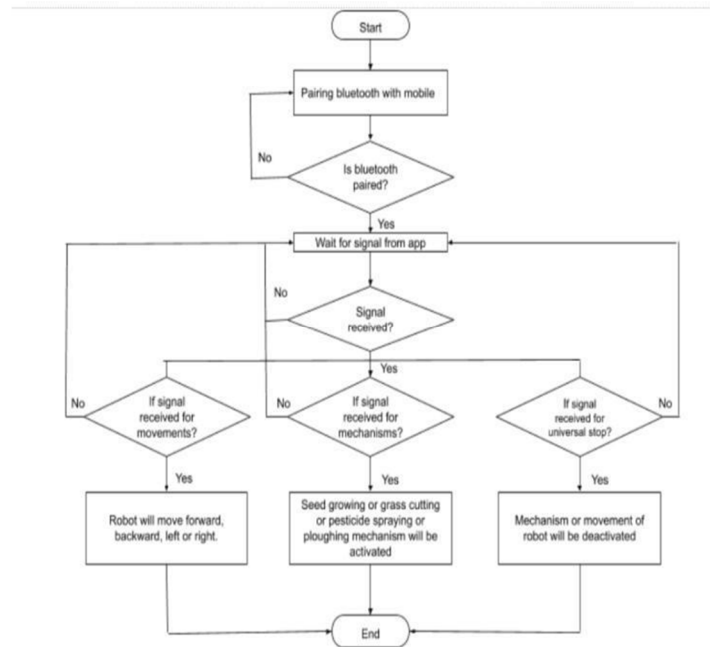 Start
Pairing bluetooth with mobile
No
Is bluetooth
paired?
Yes
Wait for signal from app
No
Signal
received?
Yes
No
If signal
received for
movements?
No
If signal
received for
mechanisms?
If signal
received for
universal stop?
No
Yes
Yes
Yes
Robot will move forward,
backward, left or right.
Seed growing or grass cutting
or pesticide spraying or
ploughing mechanism will be
activated
Mechanism or movement of
robot will be deactivated
End